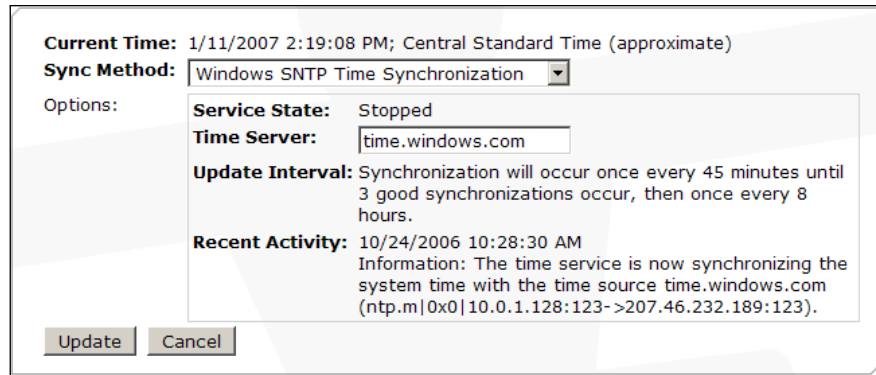 Current Time: 1/11/2007 2:19:08 PM; Central Standard Time (approximate)
Sync Method: Windows SNTP Time Synchronization
Options:
Service State: Stopped
Time Server: time.windows.com
Update Interval: Synchronization will occur once every 45 minutes until
3 good synchronizations occur, then once every 8
hours.
Recent Activity: 10/24/2006 10:28:30 AM
Information: The time service is now synchronizing the
system time with the time source time.windows.com
(ntp.m|0x0|10.0.1.128:123->207.46.232.189:123).
Update Cancel